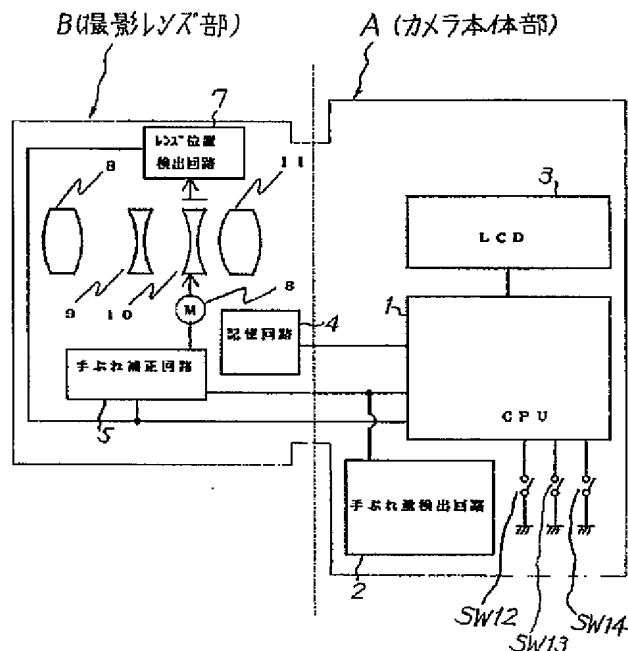 B(撮影レンズ部)
A (カメラ本体部)
7
レンズ位置
検出回路
8
11
3
LCD
9
10
M
8
4
記憶回路
1
CPU
手ぶれ補正回路
5
手ぶれ量検出回路
2
SW12
SW13
SW14